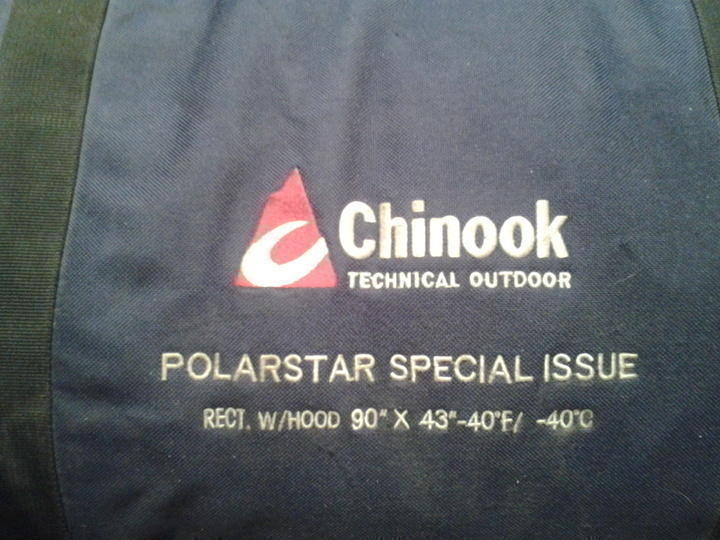 Chinook
TECHNICAL OUTDOOR
POLARSTAR SPECIAL ISSUE
RECT. W/HOOD 90" X 43"-40°F/ -40°C